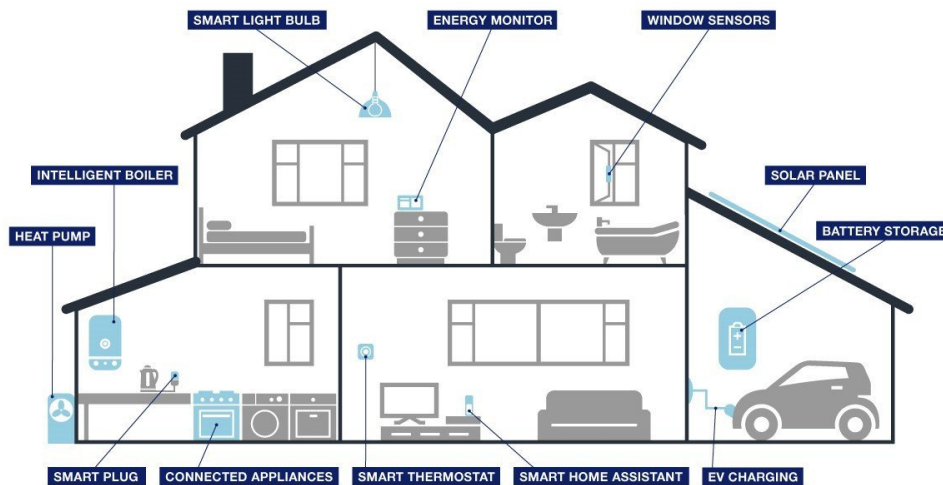 SMART LIGHT BULB
ENERGY MONITOR
WINDOW SENSORS
INTELLIGENT BOILER
SOLAR PANEL
HEAT PUMP
BATTERY STORAGE
SMART PLUG
CONNECTED APPLIANCES
SMART THERMOSTAT
SMART HOME ASSISTANT
EV CHARGING